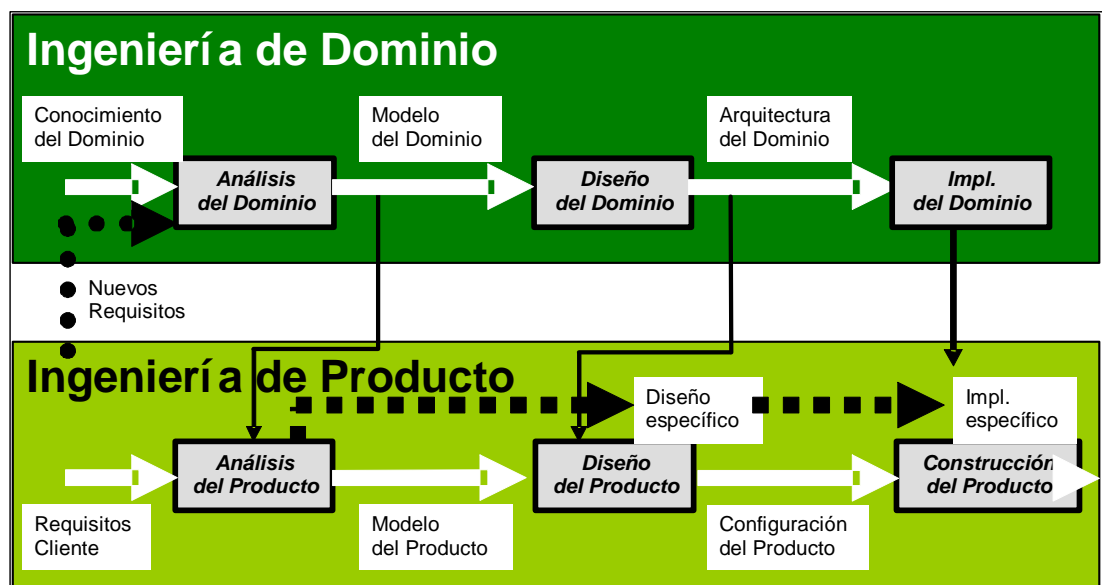 Ingeniería de Dominio
Conocimiento
del Dominio
Modelo
del Dominio
Arquitectura
del Dominio
Análisis
del Dominio
Diseño
del Dominio
Impl.
del Dominio
Nuevos
Requisitos
Ingeniería de Producto
Diseño
específico
Impl.
específico
Análisis
del Producto
Diseño
del Producto
Construcción
del Producto
Requisitos
Cliente
Modelo
del Producto
Configuración
del Producto